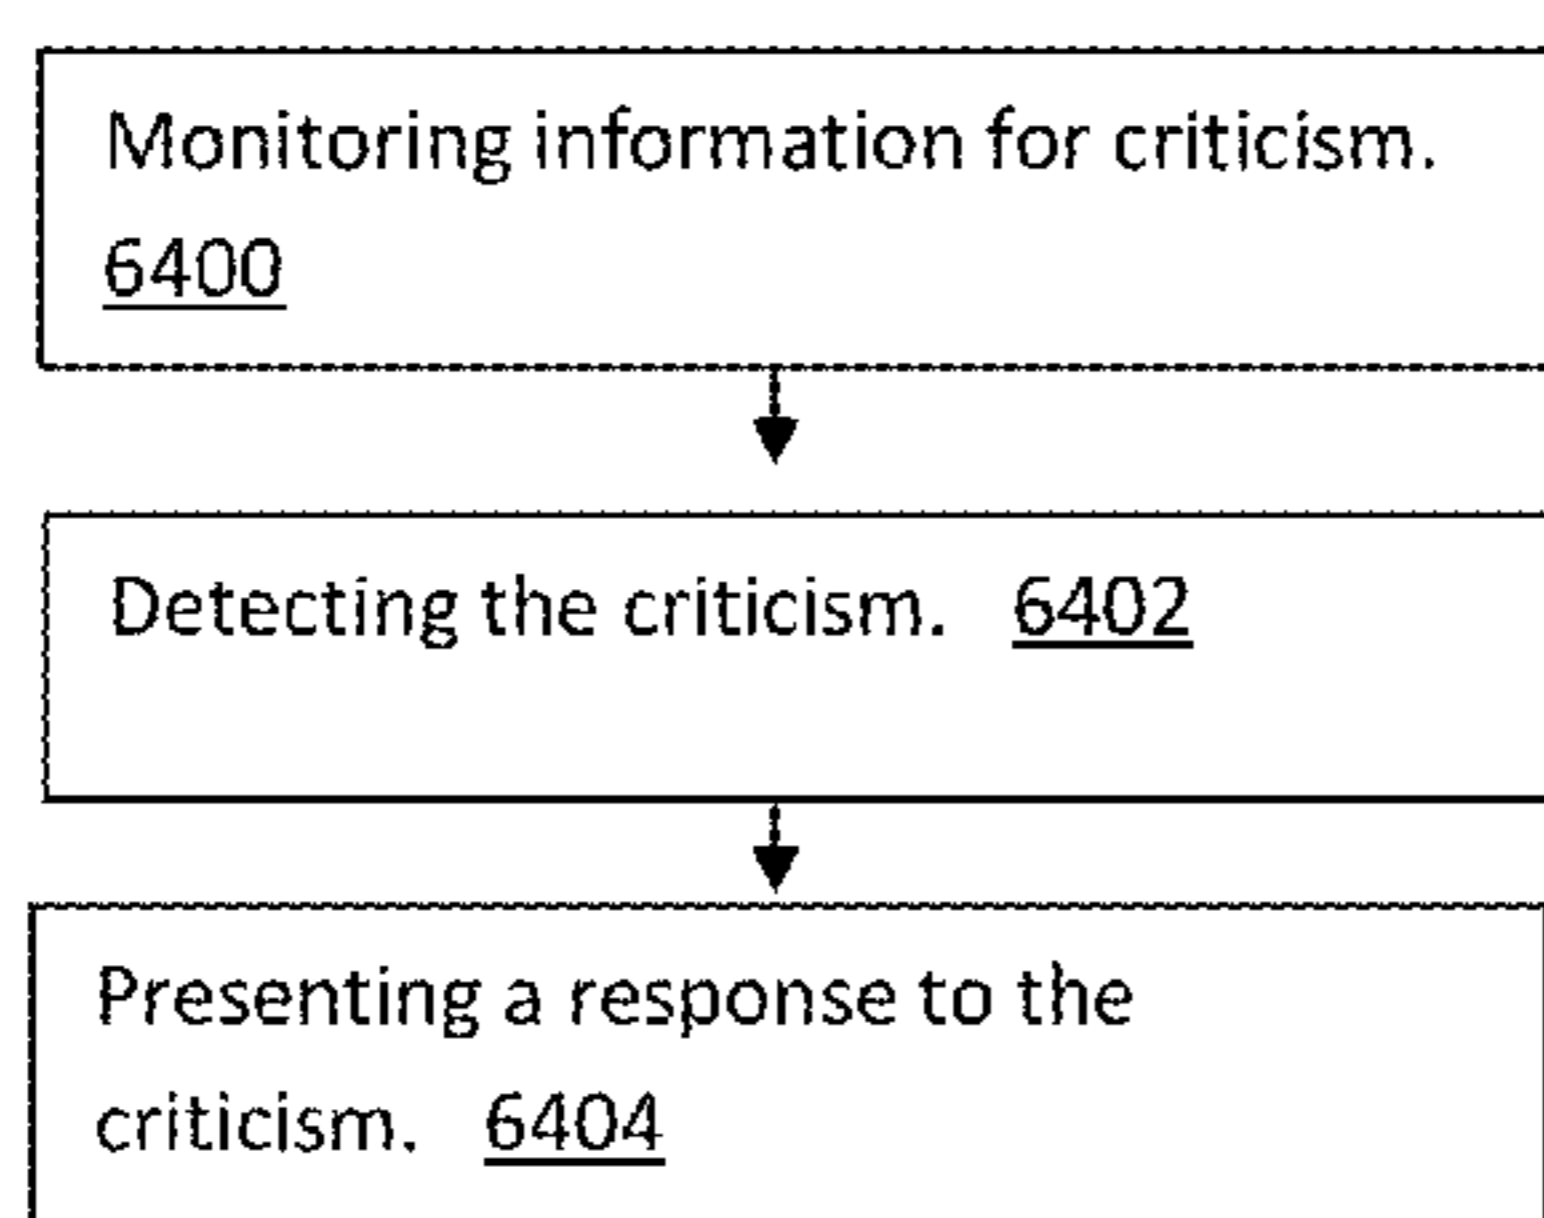 Monitoring information for criticism.
6400
Detecting the criticism. 6402
Presenting a response to the
criticism. 6404